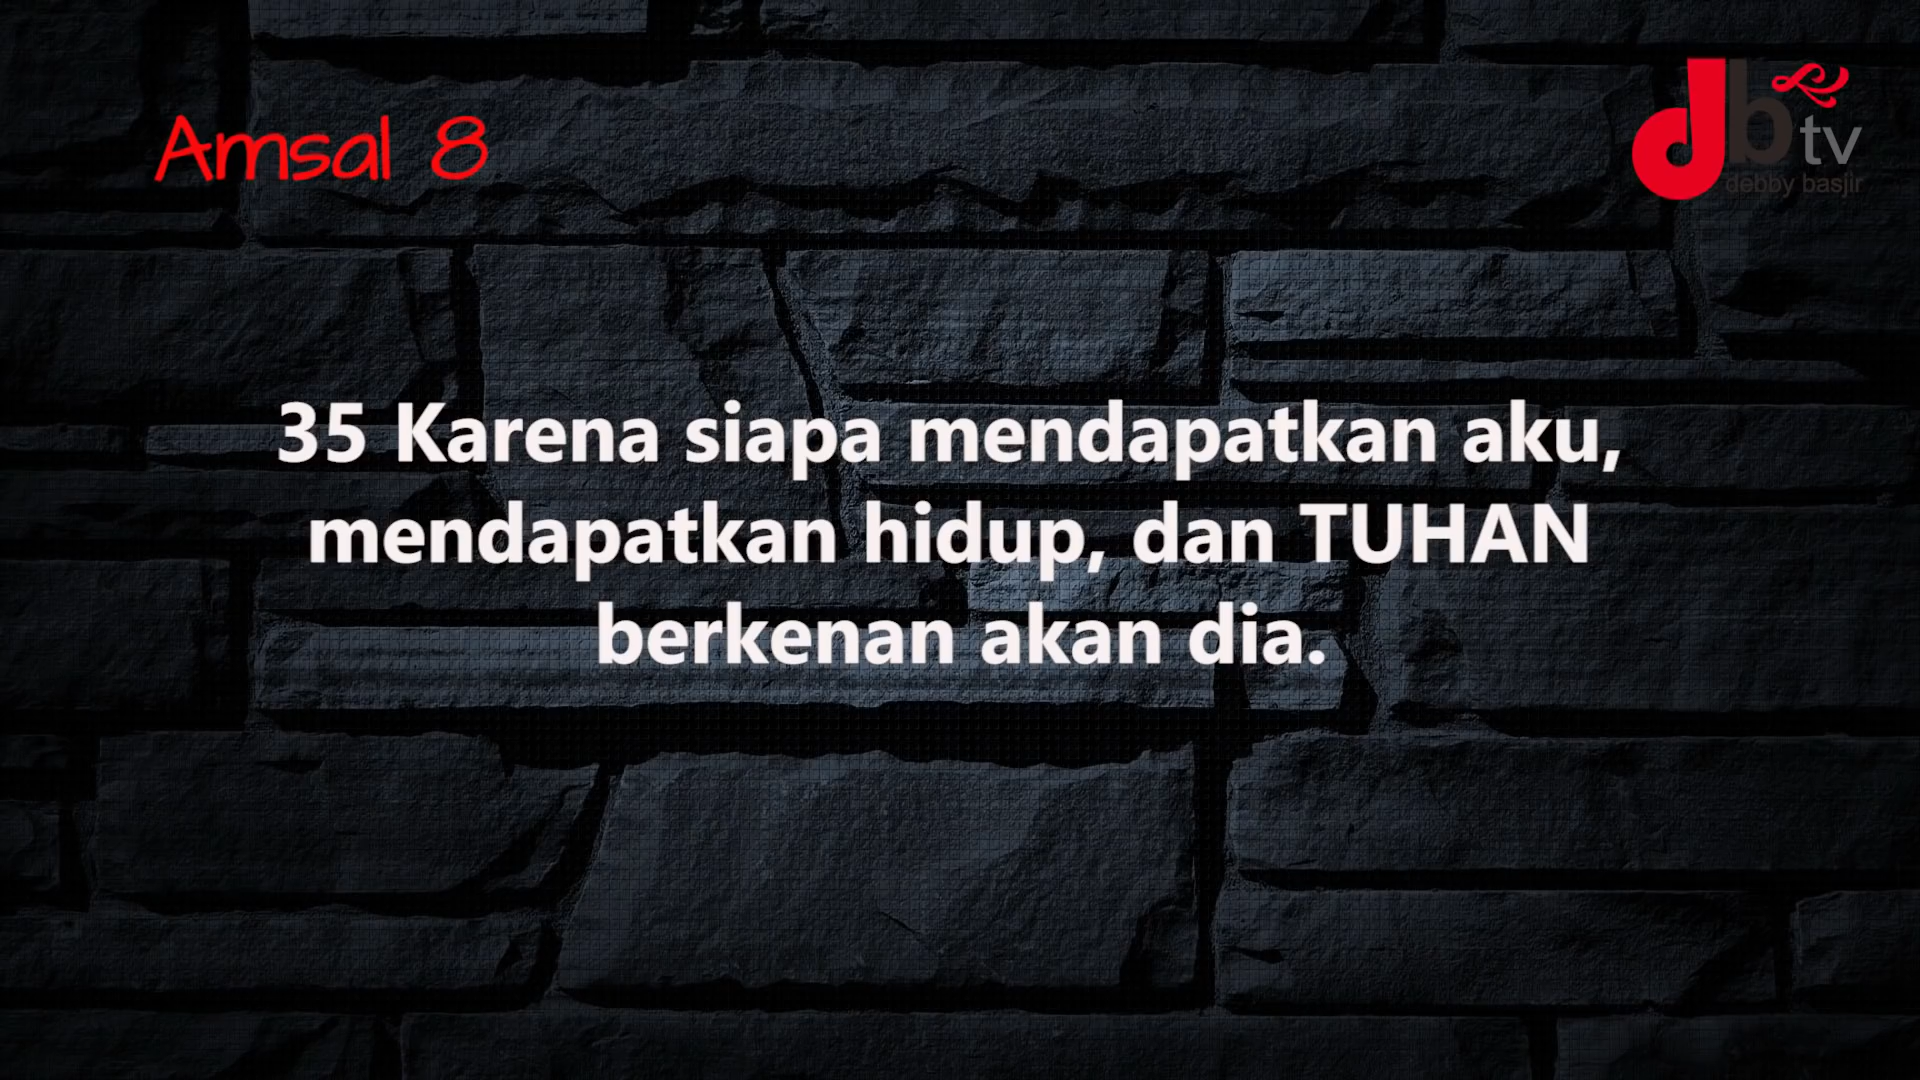 Amsal 8
db tv
debby basjir
35 Karena siapa mendapatkan aku,
mendapatkan hidup, dan TUHAN
berkenan akan dia.